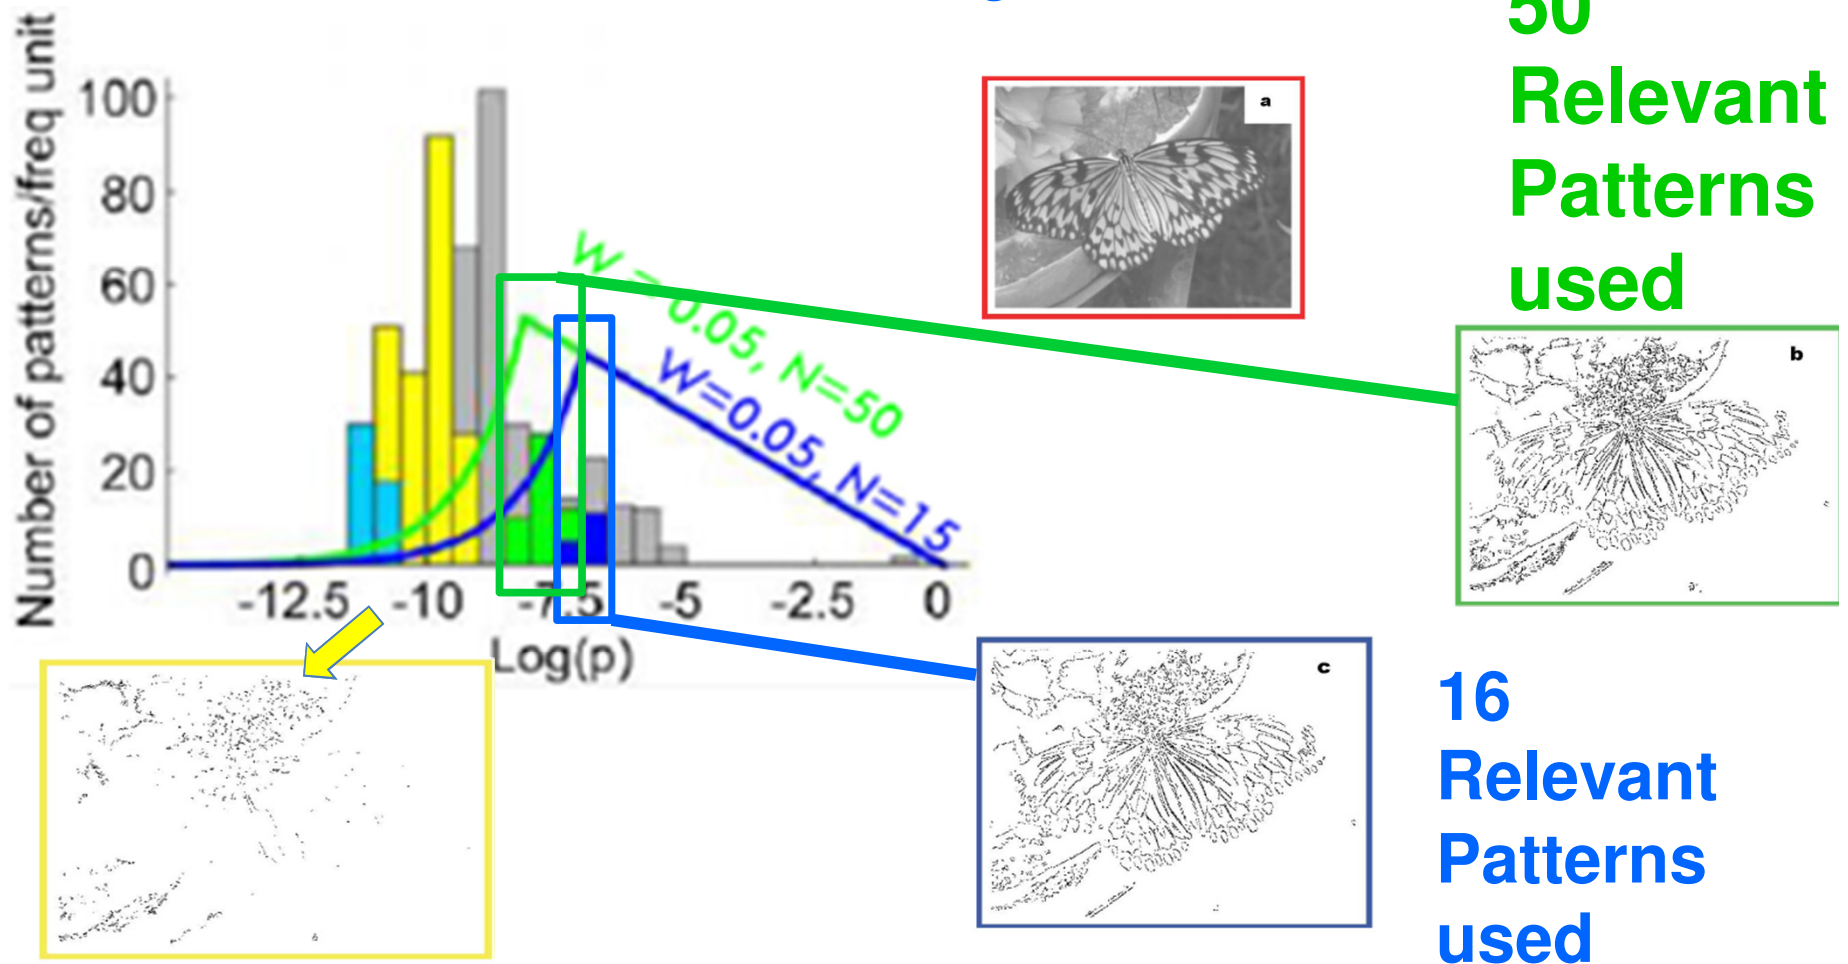 50
Relevant
Patterns
used
Number of patterns/freq unit
100
80
60
40
20
0
-12.5
-10
-7.5
-5
-2.5
0
Log(p)
W = 0.05, N=50
W=0.05, N=15
a
b
c
16
Relevant
Patterns
used